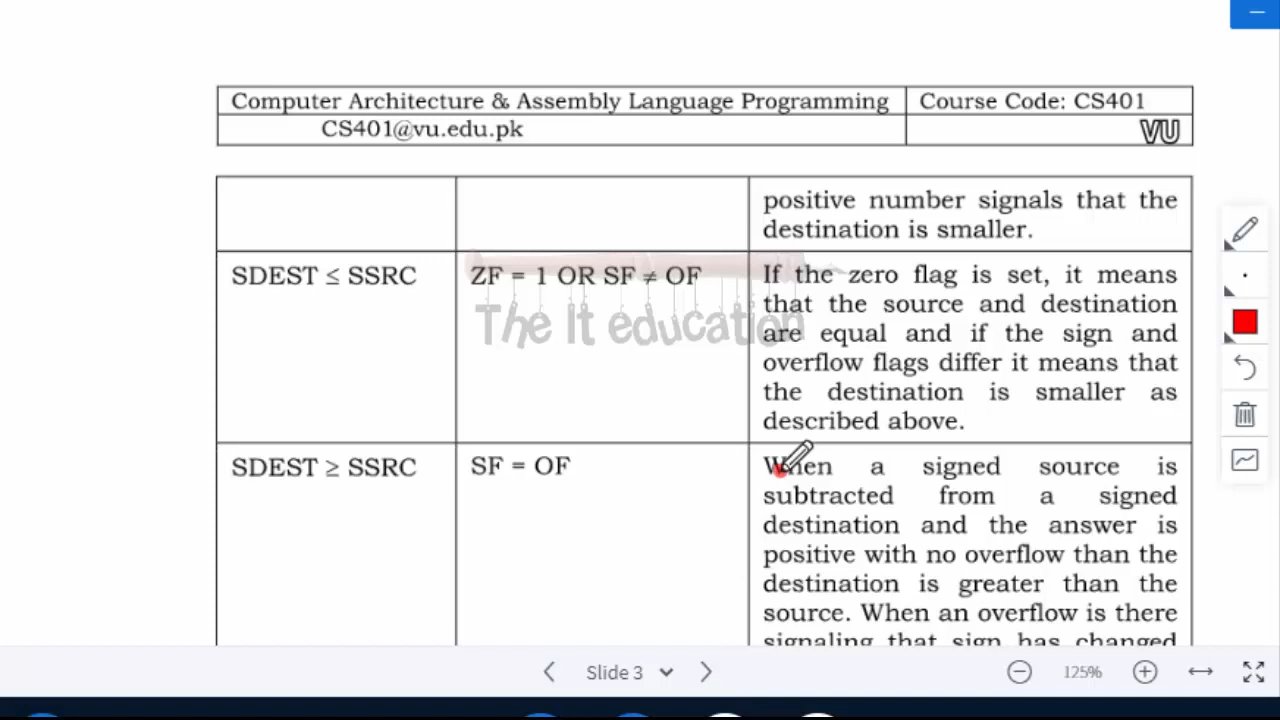 Computer Architecture & Assembly Language Programming
Course Code: CS401
CS401@vu.edu.pk
VU
positive number signals that the
destination is smaller.
SDEST ≤ SSRC
ZF = 1 OR SF ≠ OF
If the zero flag is set, it means
that the source and destination
are equal and if the sign and
overflow flags differ it means that
the destination is smaller as
described above.
The It education
SDEST ≥ SSRC
SF = OF
When a signed source is
subtracted from a signed
destination and the answer is
positive with no overflow than the
destination is greater than the
source. When an overflow is there
signaling that sign has changed
Slide 3
125%